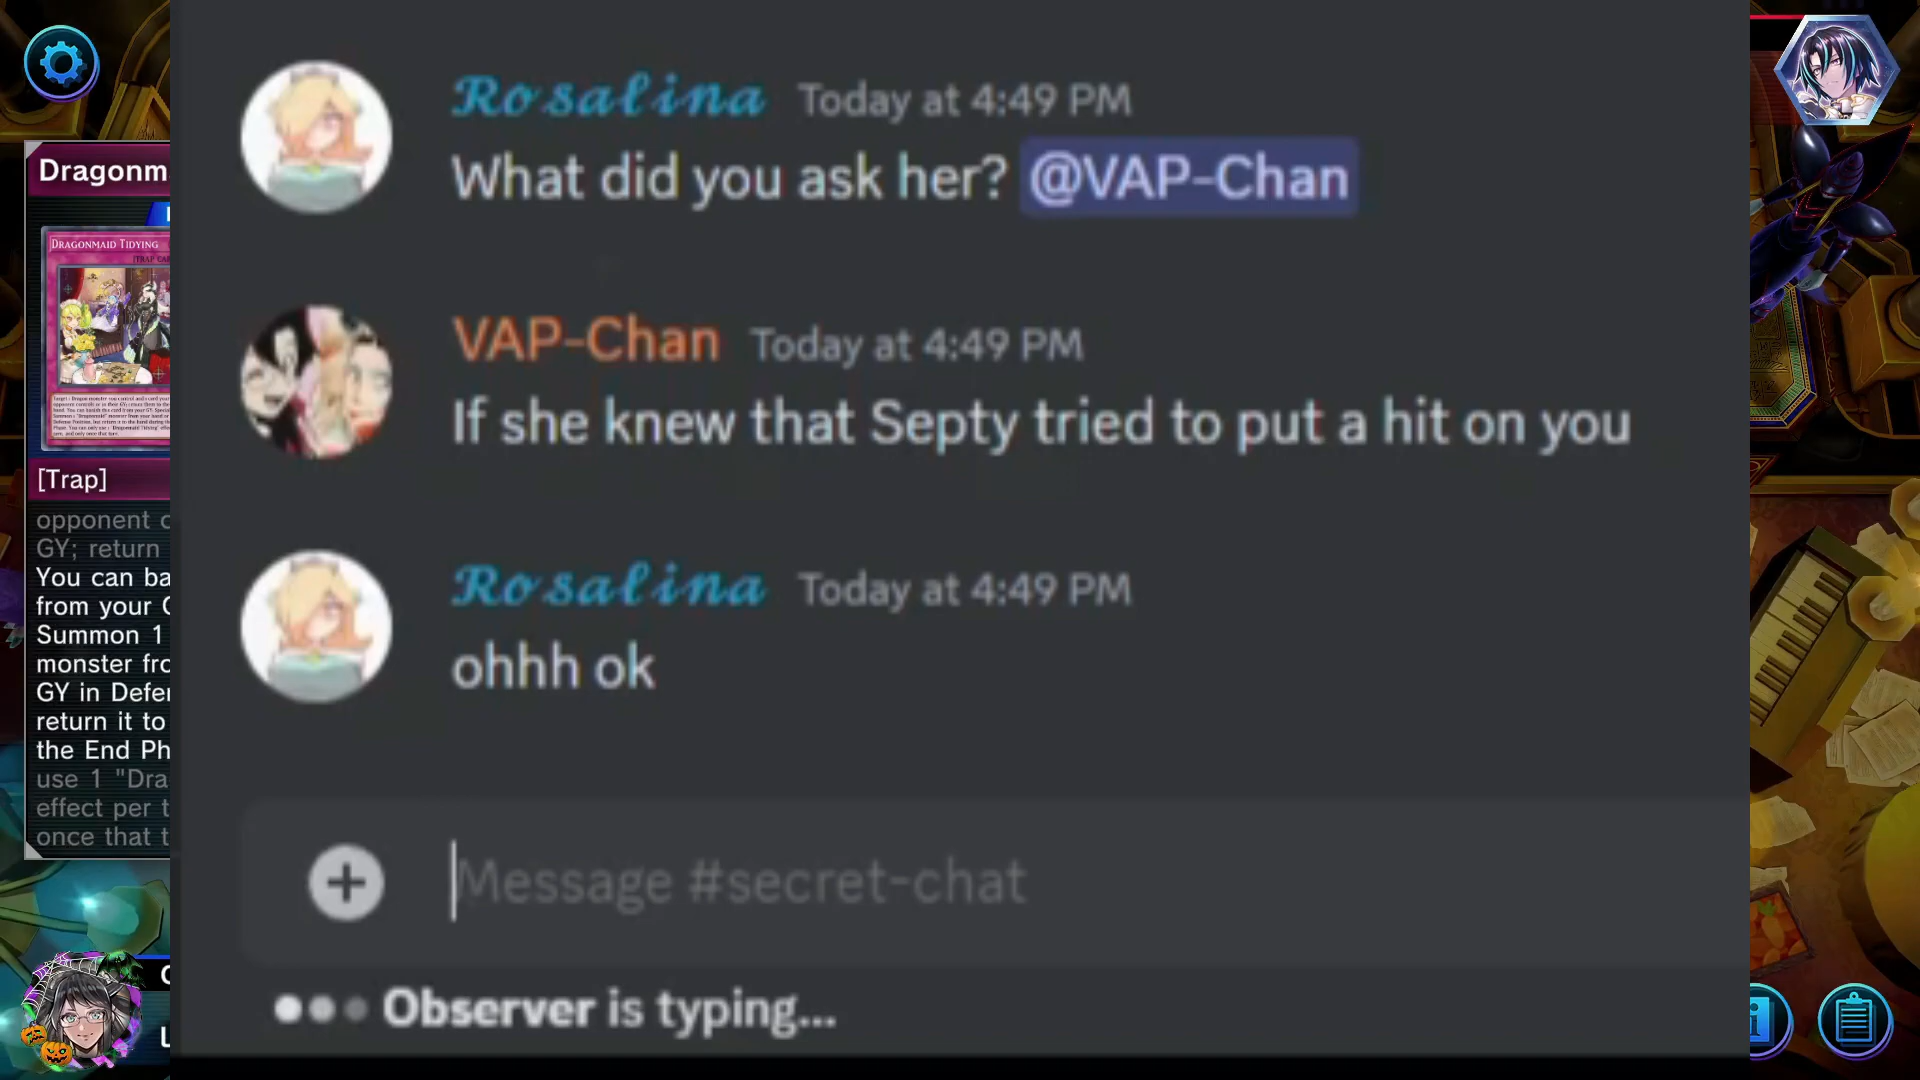 Rosalina Today at 4:49 PM
What did you ask her? @VAP-Chan
VAP-Chan Today at 4:49 PM
If she knew that Septy tried to put a hit on you
Rosalina Today at 4:49 PM
ohhh ok
Message #secret-chat
Observer is typing...
Dragonm
DRAGONMAID TIDYING
[Trap]
opponent
GY; return
You can ba
from your
Summon 1
monster fro
GY in Defe
return it to
the End Ph
use 1 "Dra
effect per t
once that t